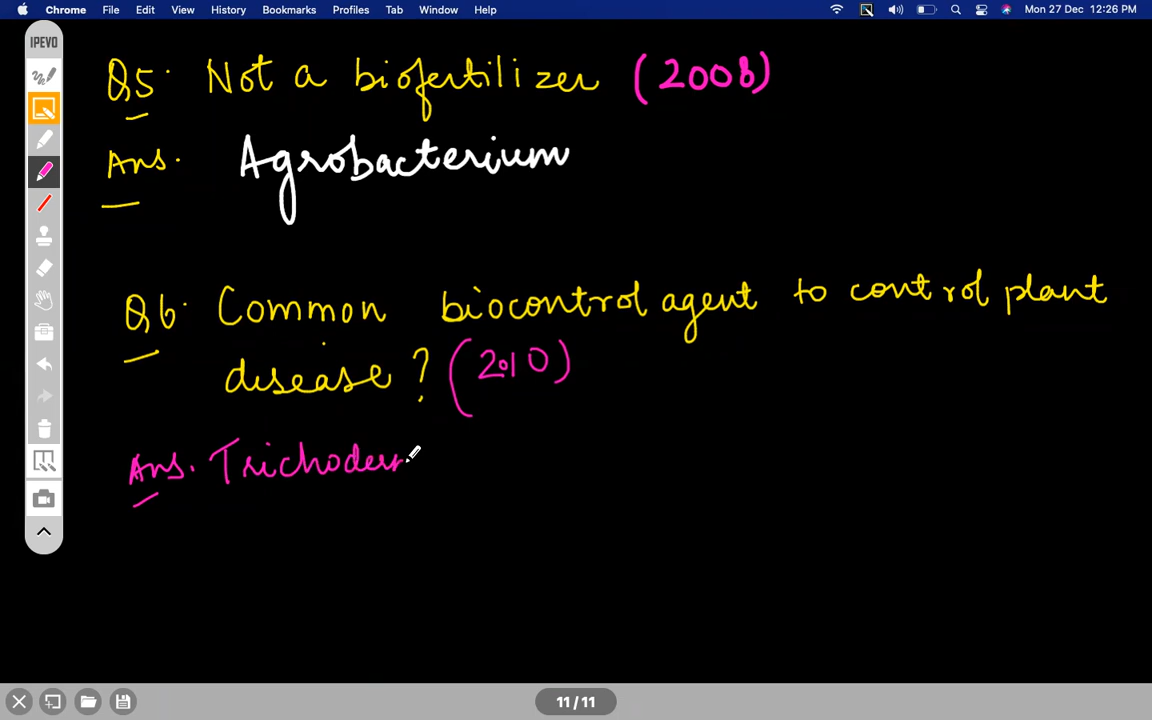 Chrome File Edit View History Bookmarks Profiles Tab Window Help Mon 27 Dec 12:26 PM
IPEVO
Q5. Not a biofertilizer (2008)
Ans. Agrobacterium
Q6. Common biocontrol agent to control plant
disease? (2010)
Ans. Trichoder
11/11